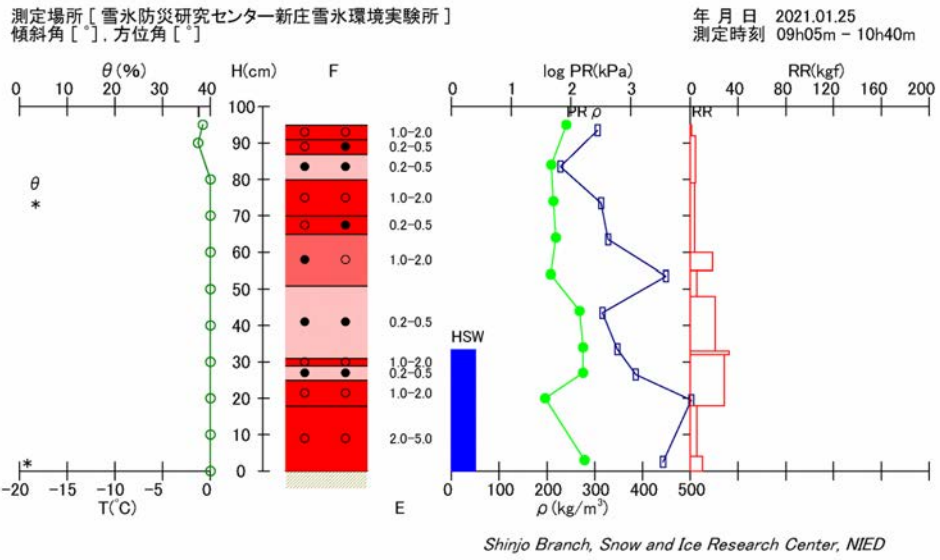 測定場所 [ 雪氷防災研究センター新庄雪氷環境実験所 ]
傾斜角 [ ° ] , 方位角 [ ° ]
年 月 日 2021.01.25
測定時刻 09h05m - 10h40m
θ (%) H(cm) F log PR(kPa) RR(kgf)
0 10 20 30 40 0 1 2 3 0 40 80 120 160 200
100
PR ρ RR
1.0-2.0
90
0.2-0.5
0.2-0.5
80
θ
*
1.0-2.0
70
0.2-0.5
60
1.0-2.0
50
40
0.2-0.5
HSW
30
1.0-2.0
0.2-0.5
20
1.0-2.0
10
2.0-5.0
*
0
-20 -15 -10 -5 0 0 100 200 300 400 500
T(°C) E ρ (kg/m³)
Shinjo Branch, Snow and Ice Research Center, NIED